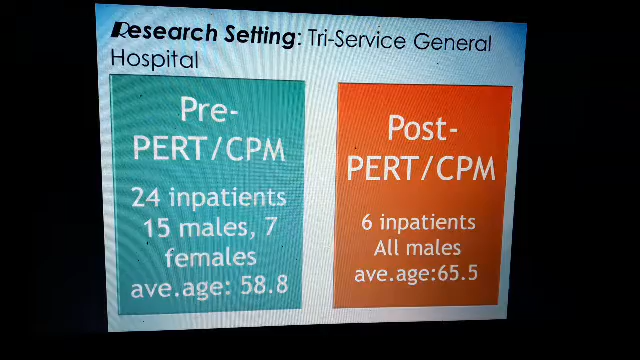 Research Setting: Tri-Service General
Hospital
Pre-
PERT/CPM
24 inpatients
15 males, 7
females
ave.age: 58.8
Post-
PERT/CPM
6 inpatients
All males
ave.age:65.5